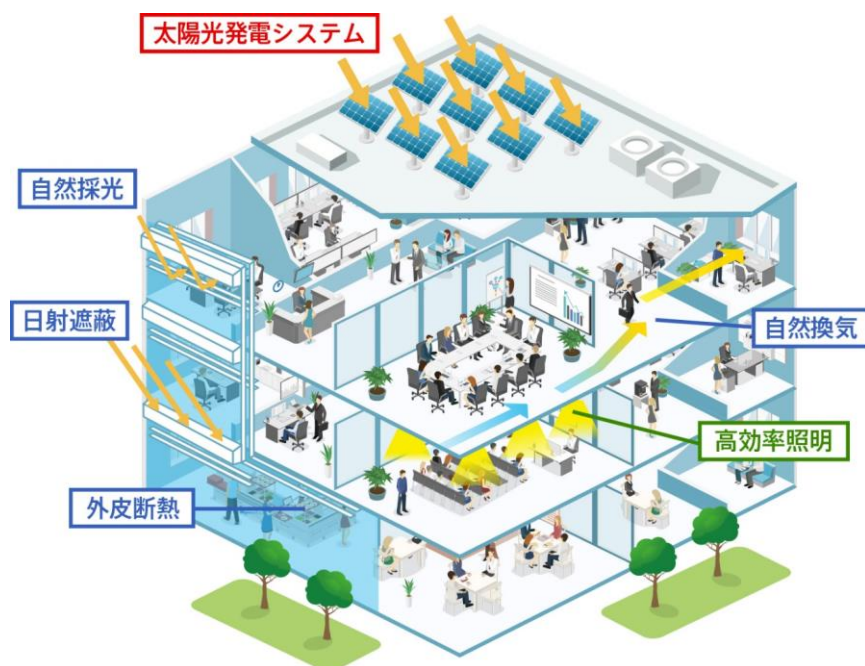 太陽光発電システム
自然採光
日射遮蔽
自然換気
高効率照明
外皮断熱